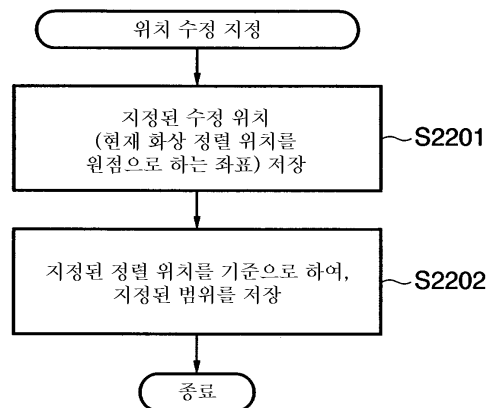 위치 수정 지정
지정된 수정 위치
(현재 화상 정렬 위치를
원점으로 하는 좌표) 저장
S2201
지정된 정렬 위치를 기준으로 하여,
지정된 범위를 저장
S2202
종료